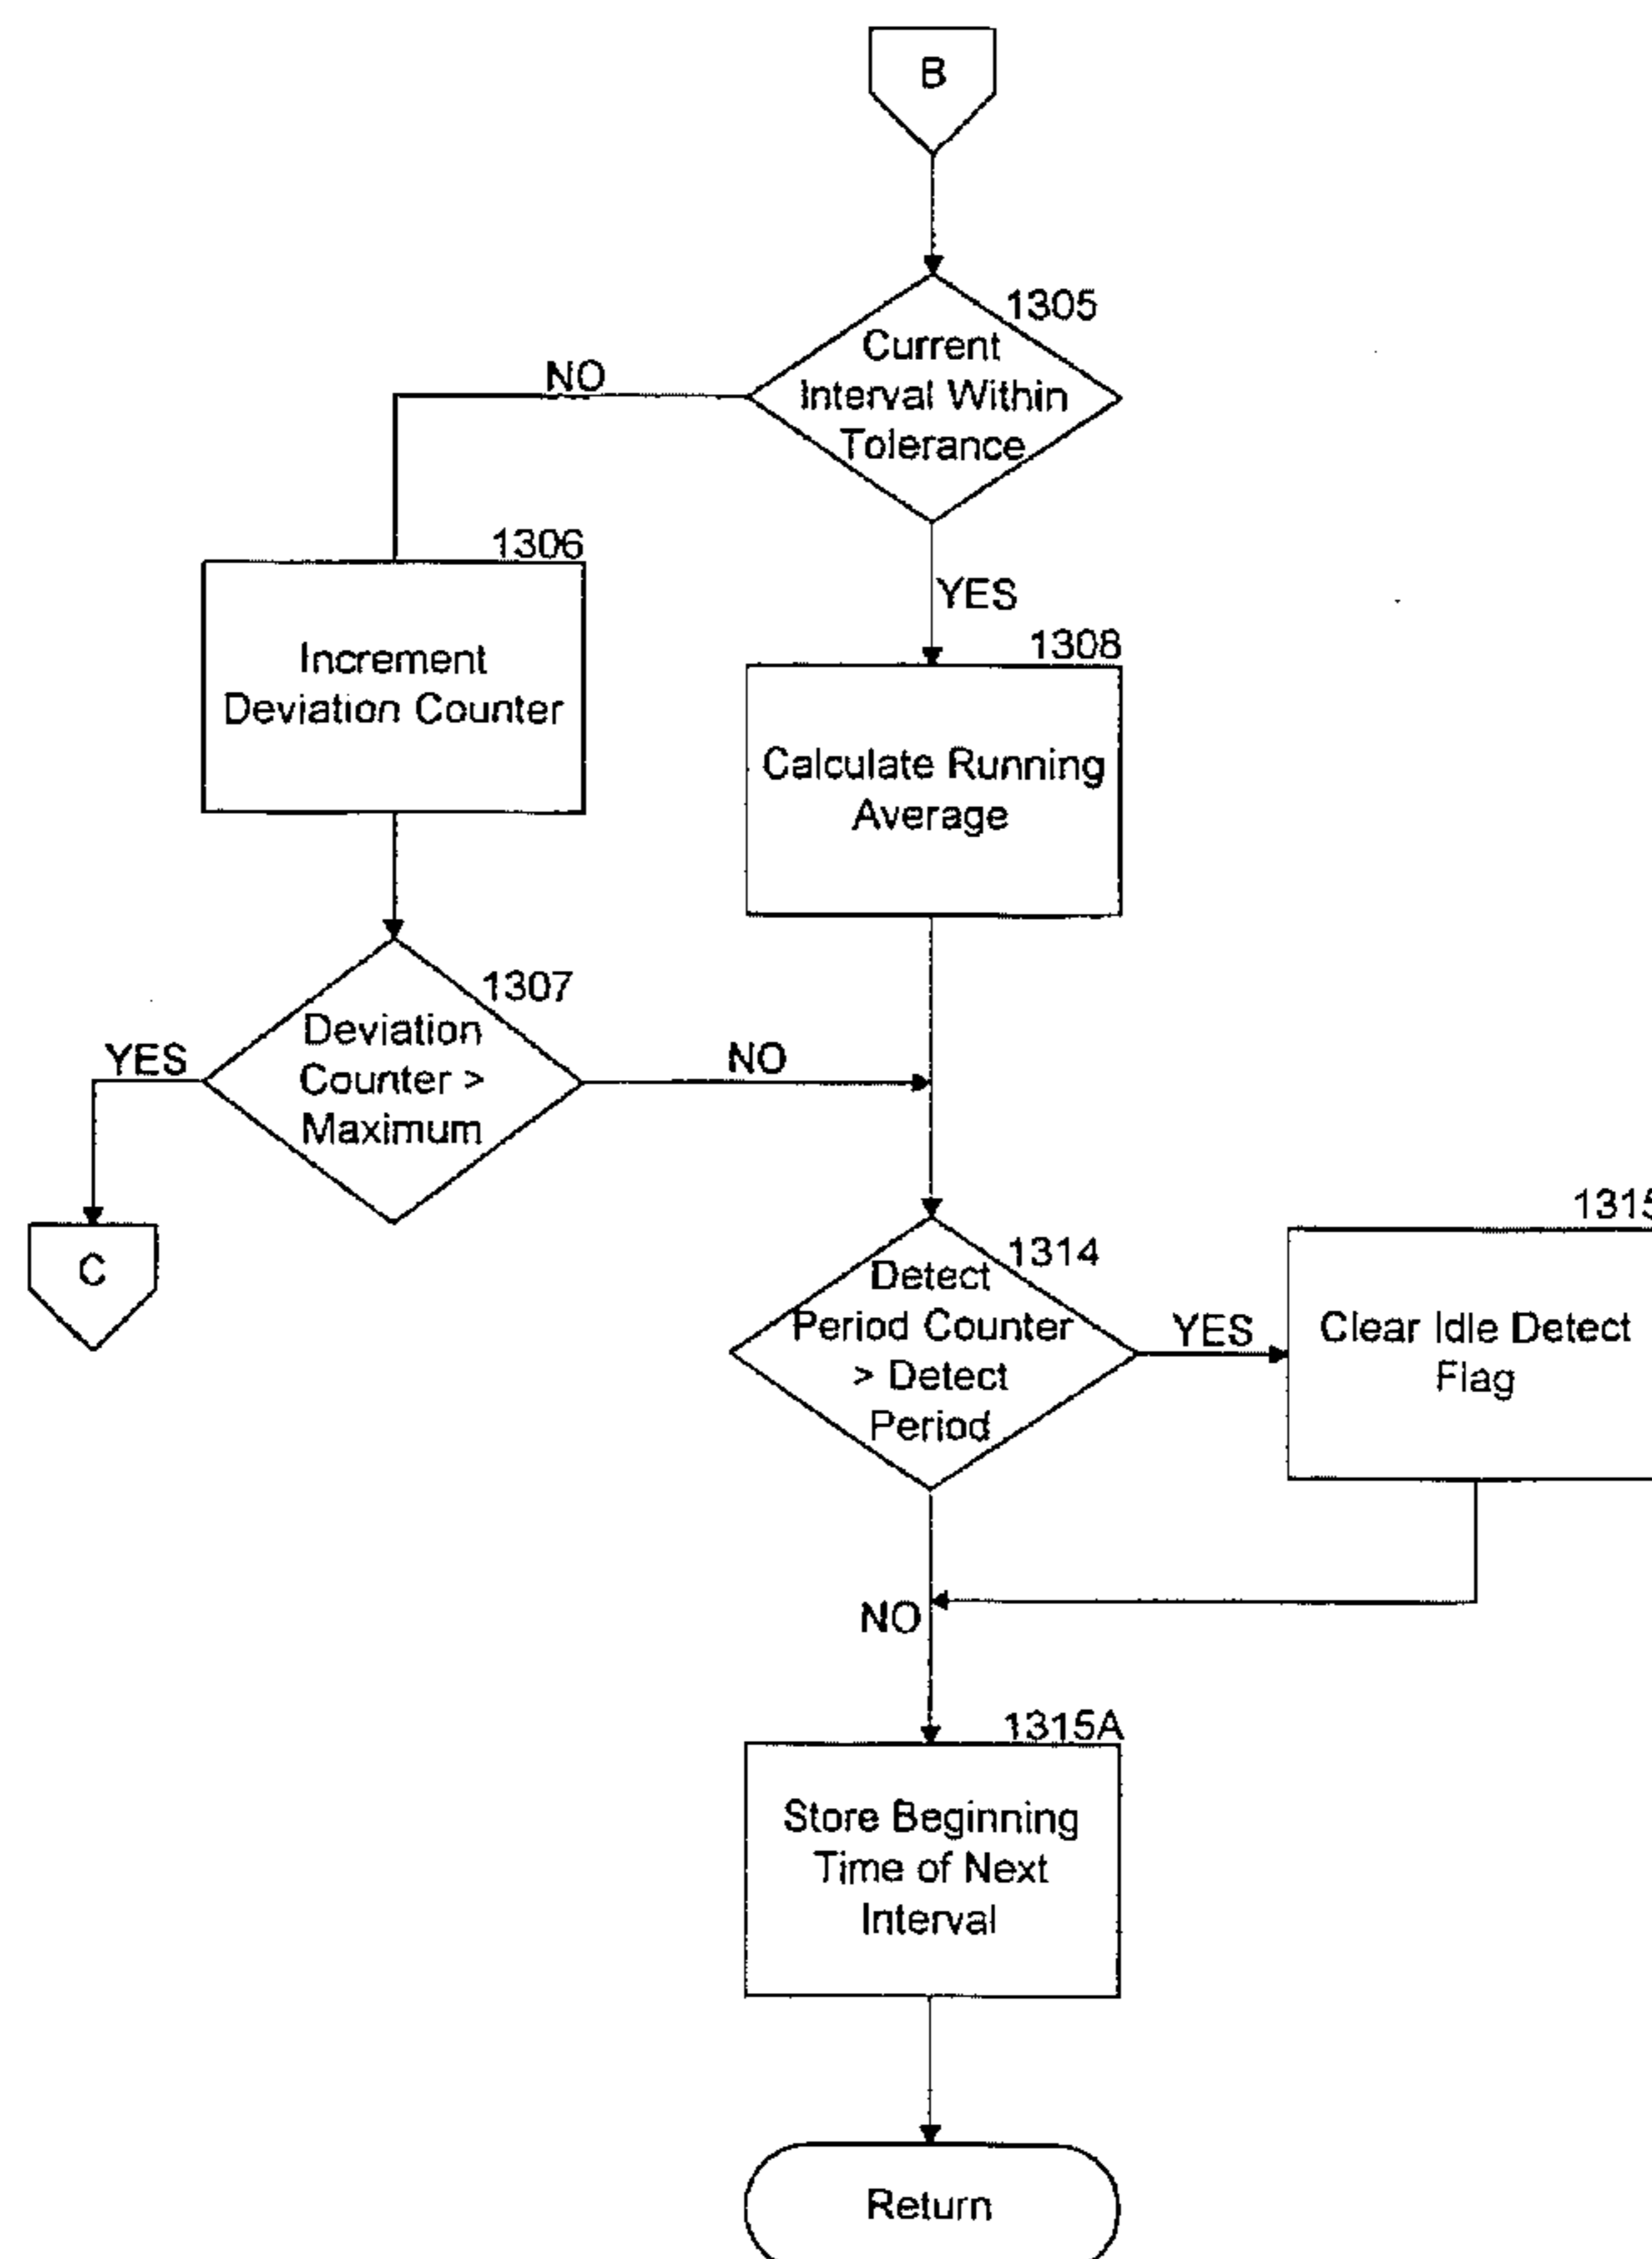 B
1305
Current
Interval Within
Tolerance
NO
YES
1306
Increment
Deviation Counter
1308
Calculate Running
Average
1307
Deviation
Counter >
Maximum
YES
NO
C
1314
Detect
Period Counter
> Detect
Period
YES
NO
1315
Clear Idle Detect
Flag
1315A
Store Beginning
Time of Next
Interval
Return